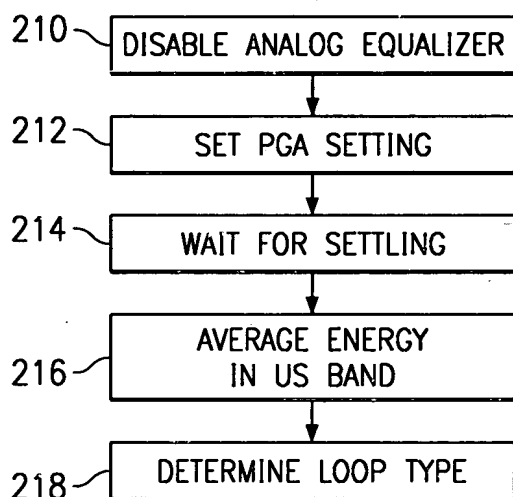 210 DISABLE ANALOG EQUALIZER
212 SET PGA SETTING
214 WAIT FOR SETTLING
216 AVERAGE ENERGY
IN US BAND
218 DETERMINE LOOP TYPE